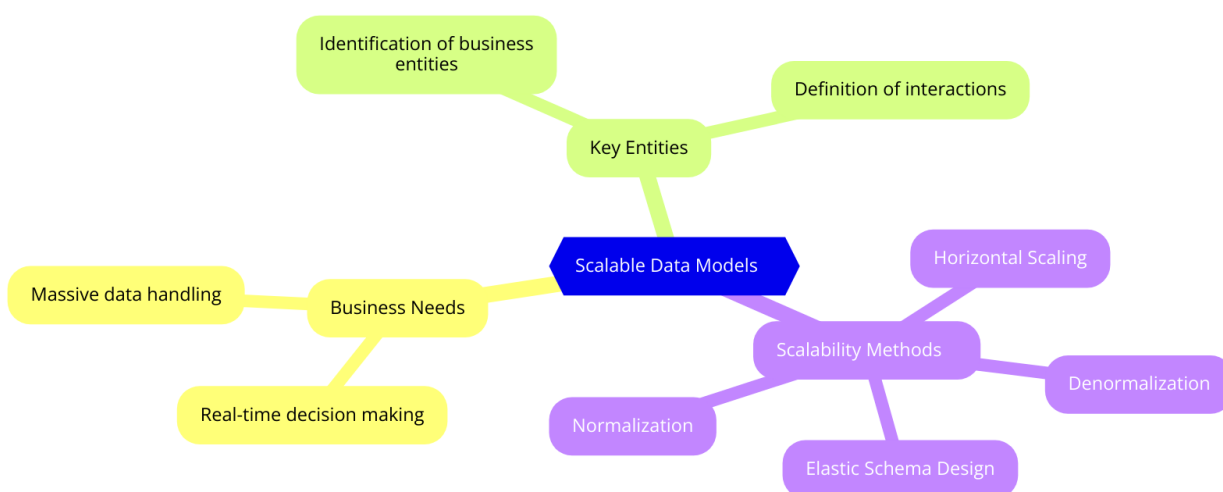 Identification of business
entities
Definition of interactions
Key Entities
Scalable Data Models
Horizontal Scaling
Massive data handling
Business Needs
Scalability Methods
Denormalization
Real-time decision making
Normalization
Elastic Schema Design